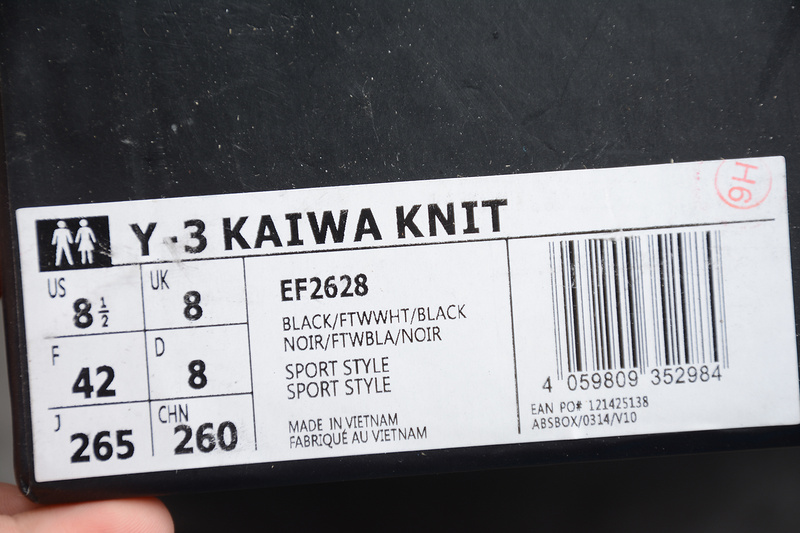 Y-3 KAIWA KNIT
H6
US 8 1/2
UK 8
F 42
D 8
J 265
CHN 260
EF2628
BLACK/FTWWHT/BLACK
NOIR/FTWBLA/NOIR
SPORT STYLE
SPORT STYLE
MADE IN VIETNAM
FABRIQUÉ AU VIETNAM
4 059809 352984
EAN PO# 121425138
ABSBOX/0314/V10